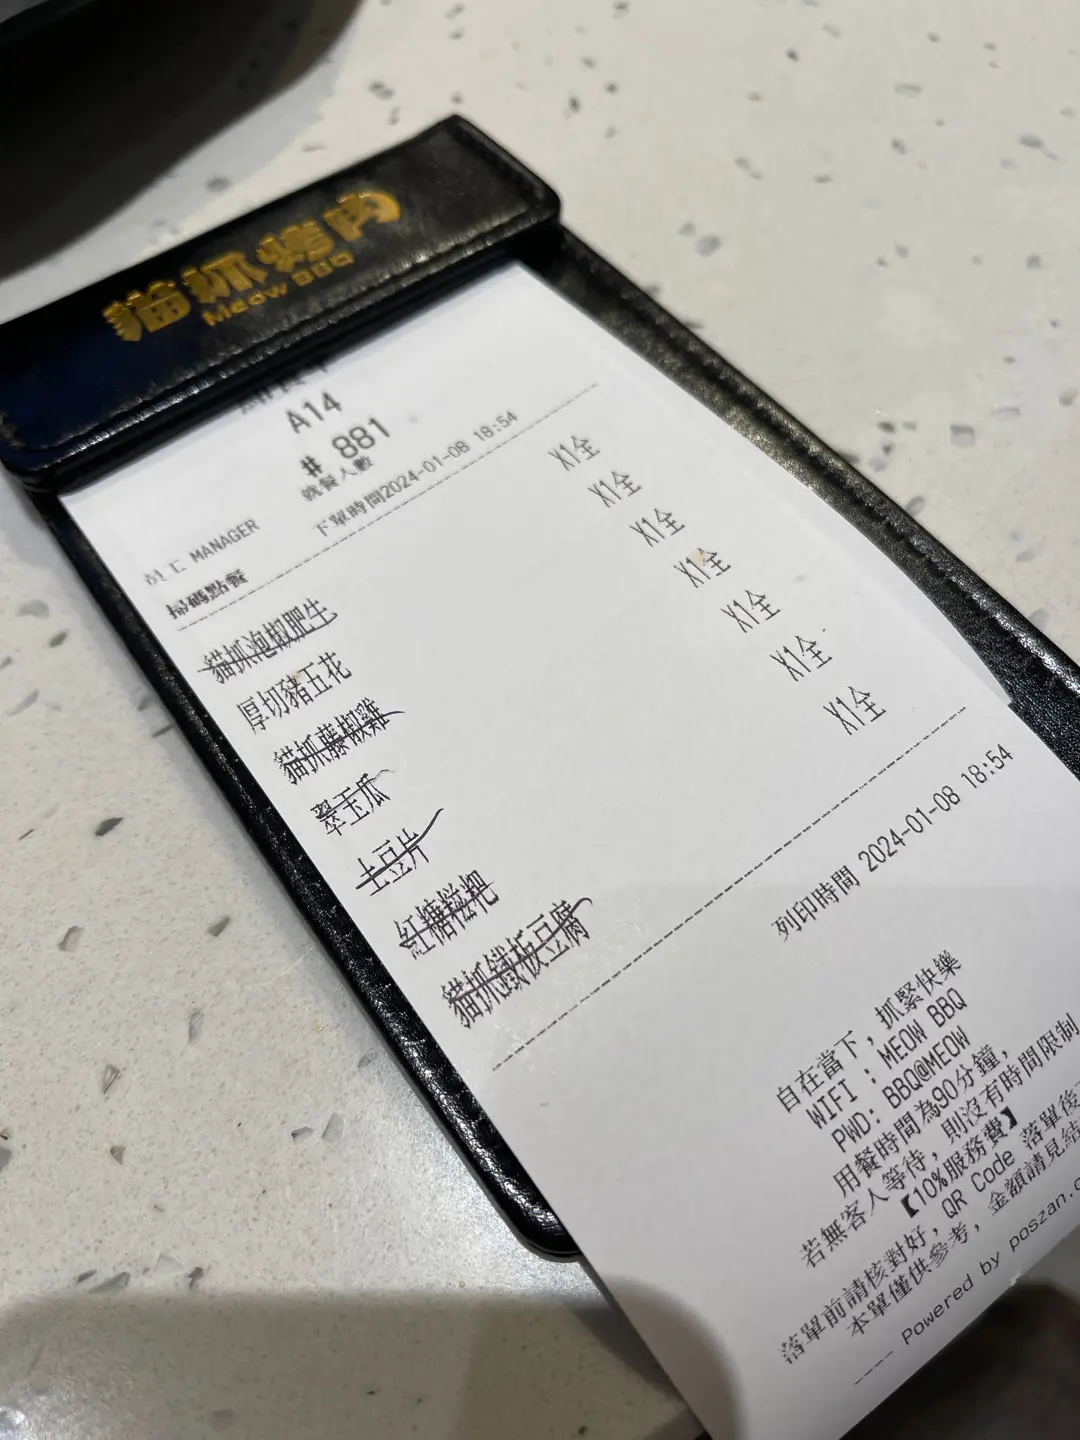 貓抓烤肉
Meow BBQ
A14
# 881
就餐人數
員工 MANAGER
下單時間2024-01-08 18:54
掃碼點餐
貓抓泡椒肥牛 X1全
厚切豬五花 X1全
貓抓藤椒雞 X1全
翠玉瓜 X1全
土豆片 X1全
紅糖糍粑 X1全
貓抓鐵板豆腐 X1全
列印時間 2024-01-08 18:54
自在當下，抓緊快樂
WIFI : MEOW BBQ
PWD: BBQ@MEOW
用餐時間為90分鐘，
若無客人等待，則沒有時間限制
【10%服務費】
落單前請核對好，QR Code 落單後
本單僅供參考，金額請見結
---- Powered by poszan.c